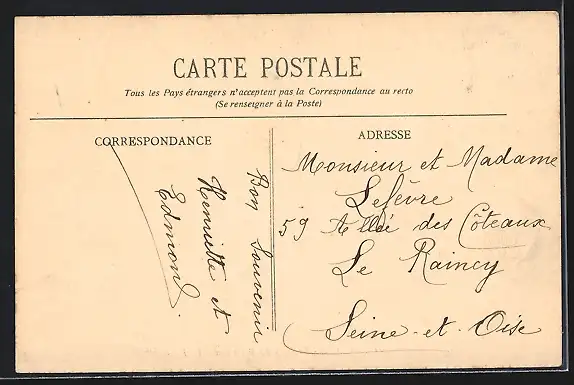 CARTE POSTALE
Tous les Pays étrangers n'acceptent pas la Correspondance au recto
(Se renseigner à la Poste)
CORRESPONDANCE
Bon Souvenir
Henriette et
Edmond.
ADRESSE
Monsieur et Madame
Lefèvre
59 Allée des Côteaux
Le Raincy
Seine-et-Oise